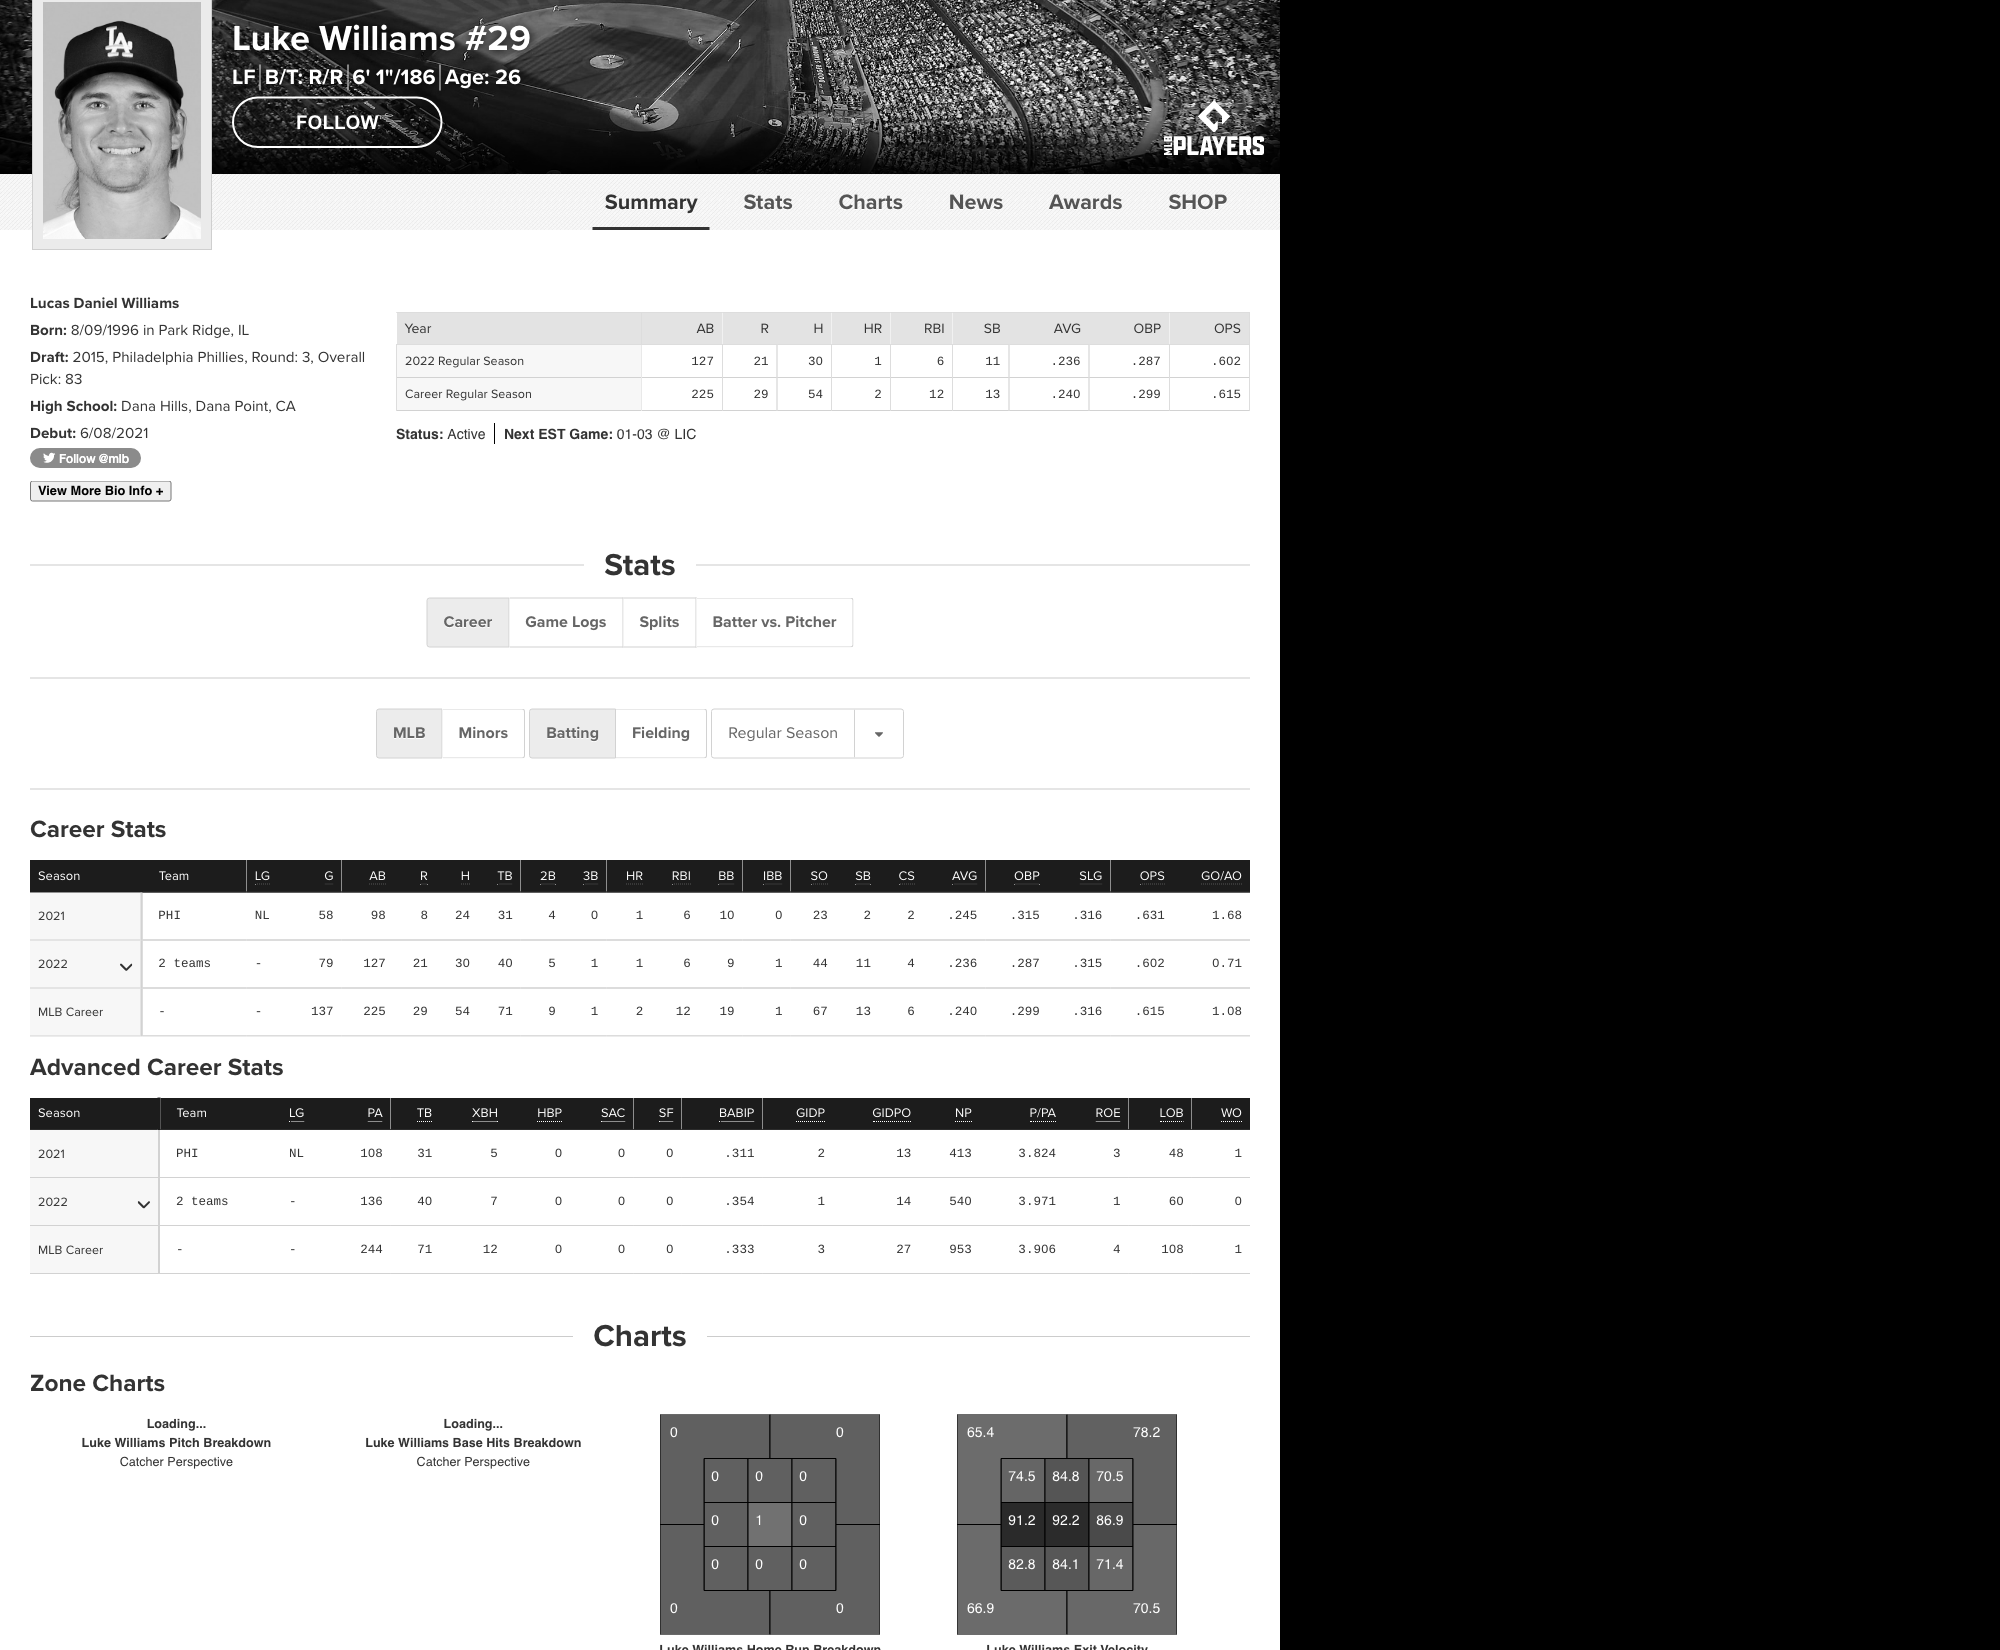 Luke Williams #29
LF B/T: R/R 6' 1"/186 Age: 26
FOLLOW
MLB PLAYERS
LA
Summary Stats Charts News Awards SHOP
Lucas Daniel Williams
Born: 8/09/1996 in Park Ridge, IL
Draft: 2015, Philadelphia Phillies, Round: 3, Overall
Pick: 83
High School: Dana Hills, Dana Point, CA
Debut: 6/08/2021
Follow @mlb
View More Bio Info +
Year AB R H HR RBI SB AVG OBP OPS
2022 Regular Season 127 21 30 1 6 11 .236 .287 .602
Career Regular Season 225 29 54 2 12 13 .240 .299 .615
Status: Active Next EST Game: 01-03 @ LIC
Stats
Career Game Logs Splits Batter vs. Pitcher
MLB Minors Batting Fielding Regular Season
Career Stats
Season Team LG G AB R H TB 2B 3B HR RBI BB IBB SO SB CS AVG OBP SLG OPS GO/AO
2021 PHI NL 58 98 8 24 31 4 0 1 6 10 0 23 2 2 .245 .315 .316 .631 1.68
2022 2 teams - 79 127 21 30 40 5 1 1 6 9 1 44 11 4 .236 .287 .315 .602 0.71
MLB Career - - 137 225 29 54 71 9 1 2 12 19 1 67 13 6 .240 .299 .316 .615 1.08
Advanced Career Stats
Season Team LG PA TB XBH HBP SAC SF BABIP GIDP GIDPO NP P/PA ROE LOB WO
2021 PHI NL 108 31 5 0 0 0 .311 2 13 413 3.824 3 48 1
2022 2 teams - 136 40 7 0 0 0 .354 1 14 540 3.971 1 60 0
MLB Career - - 244 71 12 0 0 0 .333 3 27 953 3.906 4 108 1
Charts
Zone Charts
Loading...
Luke Williams Pitch Breakdown
Catcher Perspective
Loading...
Luke Williams Base Hits Breakdown
Catcher Perspective
0 0
0 0 0
0 1 0
0 0 0
0 0
Luke Williams Home Run Breakdown
65.4 78.2
74.5 84.8 70.5
91.2 92.2 86.9
82.8 84.1 71.4
66.9 70.5
Luke Williams Exit Velocity